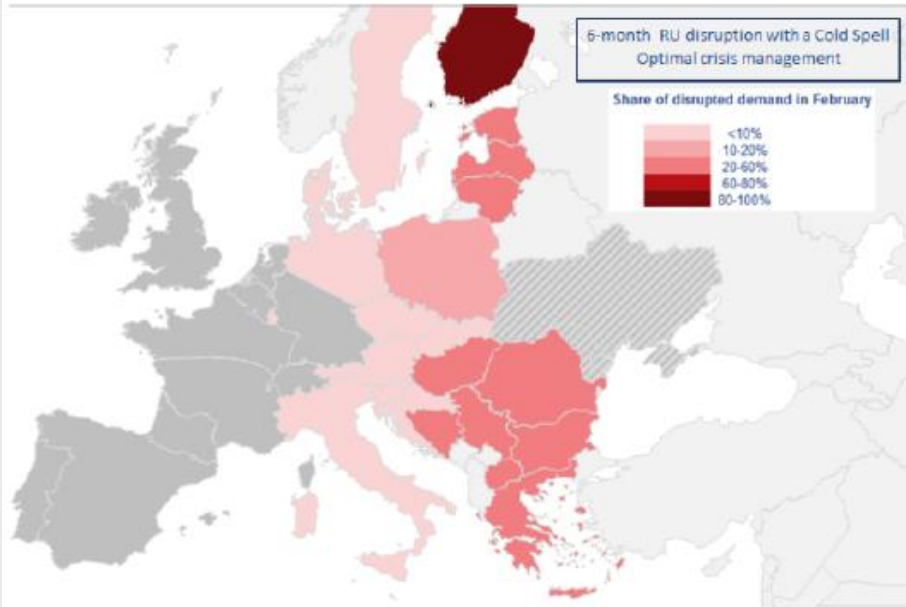 6-month RU disruption with a Cold Spell
Optimal crisis management
Share of disrupted demand in February
<10%
10-20%
20-60%
60-80%
80-100%